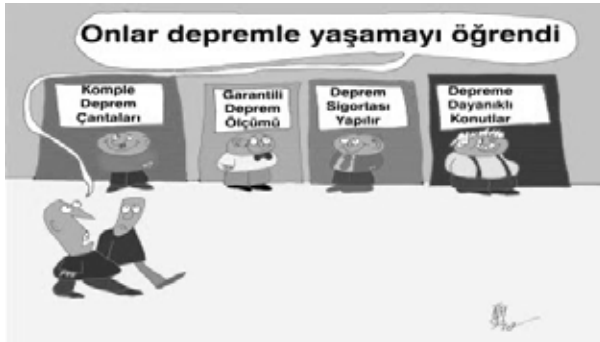 Onlar depremle yaşamayı öğrendi
Komple
Deprem
Çantaları
Garantili
Deprem
Ölçümü
Deprem
Sigortası
Yapılır
Depreme
Dayanıklı
Konutlar